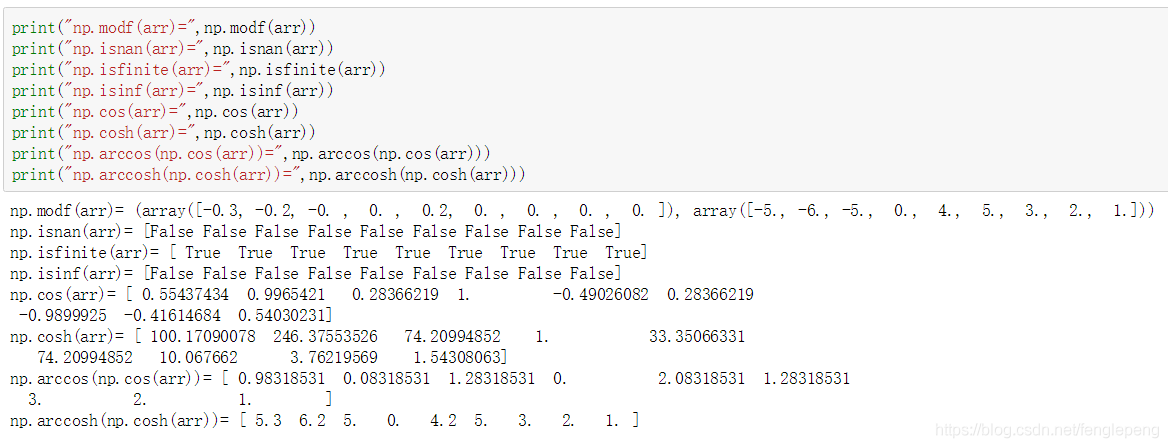 print("np.modf(arr)=",np.modf(arr))
print("np.isnan(arr)=",np.isnan(arr))
print("np.isfinite(arr)=",np.isfinite(arr))
print("np.isinf(arr)=",np.isinf(arr))
print("np.cos(arr)=",np.cos(arr))
print("np.cosh(arr)=",np.cosh(arr))
print("np.arccos(np.cos(arr))=",np.arccos(np.cos(arr)))
print("np.arccosh(np.cosh(arr))=",np.arccosh(np.cosh(arr)))
np.modf(arr)= (array([-0.3, -0.2, -0. ,  0. ,  0.2,  0. ,  0. ,  0. ,  0. ]), array([-5., -6., -5.,  0.,  4.,  5.,  3.,  2.,  1.]))
np.isnan(arr)= [False False False False False False False False False]
np.isfinite(arr)= [ True  True  True  True  True  True  True  True  True]
np.isinf(arr)= [False False False False False False False False False]
np.cos(arr)= [ 0.55437434  0.9965421   0.28366219  1.         -0.49026082  0.28366219
 -0.9899925  -0.41614684  0.54030231]
np.cosh(arr)= [ 100.17090078  246.37553526   74.20994852    1.           33.35066331
   74.20994852   10.067662      3.76219569    1.54308063]
np.arccos(np.cos(arr))= [ 0.98318531  0.08318531  1.28318531  0.          2.08318531  1.28318531
  3.          2.          1.        ]
np.arccosh(np.cosh(arr))= [ 5.3  6.2  5.   0.   4.2  5.   3.   2.   1. ]
https://blog.csdn.net/fenglepeng